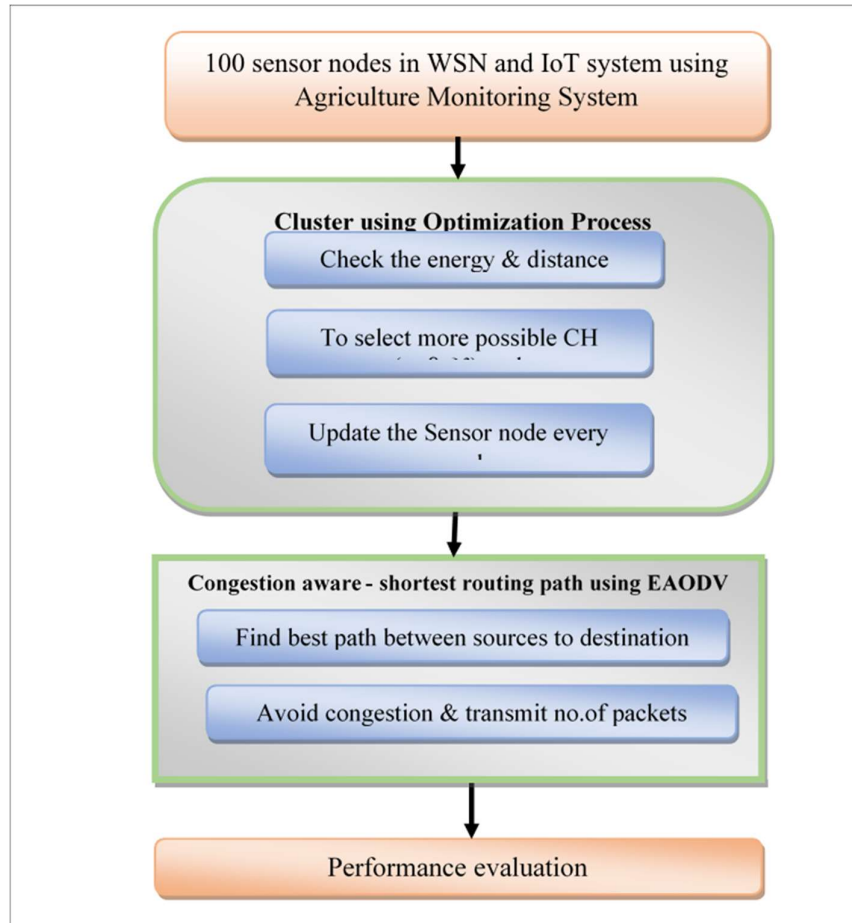 100 sensor nodes in WSN and IoT system using
Agriculture Monitoring System
Cluster using Optimization Process
Check the energy & distance
To select more possible CH
Update the Sensor node every
Congestion aware - shortest routing path using EAODV
Find best path between sources to destination
Avoid congestion & transmit no.of packets
Performance evaluation